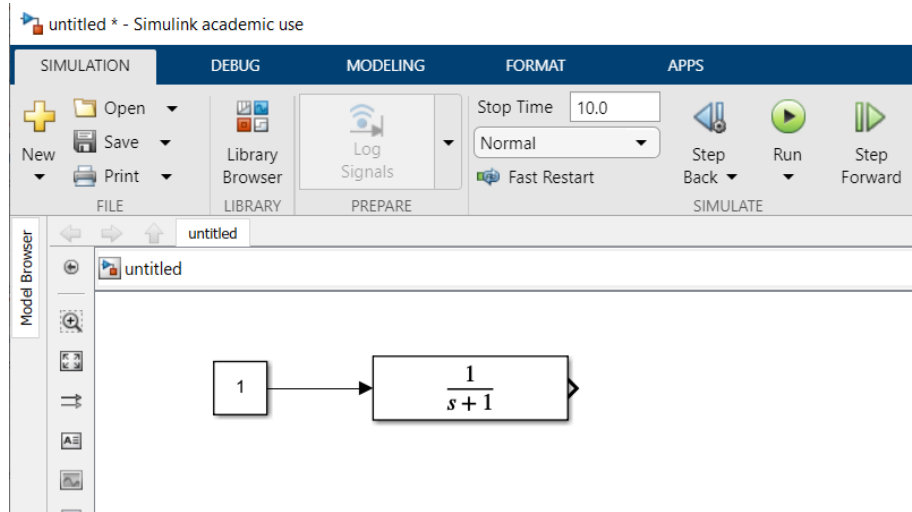 untitled * - Simulink academic use
SIMULATION DEBUG MODELING FORMAT APPS
New
Open
Save
Print
FILE
Library
Browser
LIBRARY
Log
Signals
PREPARE
Stop Time 10.0
Normal
Fast Restart
Step
Back
Run
Step
Forward
SIMULATE
Model Browser
untitled
untitled
1
1
s + 1